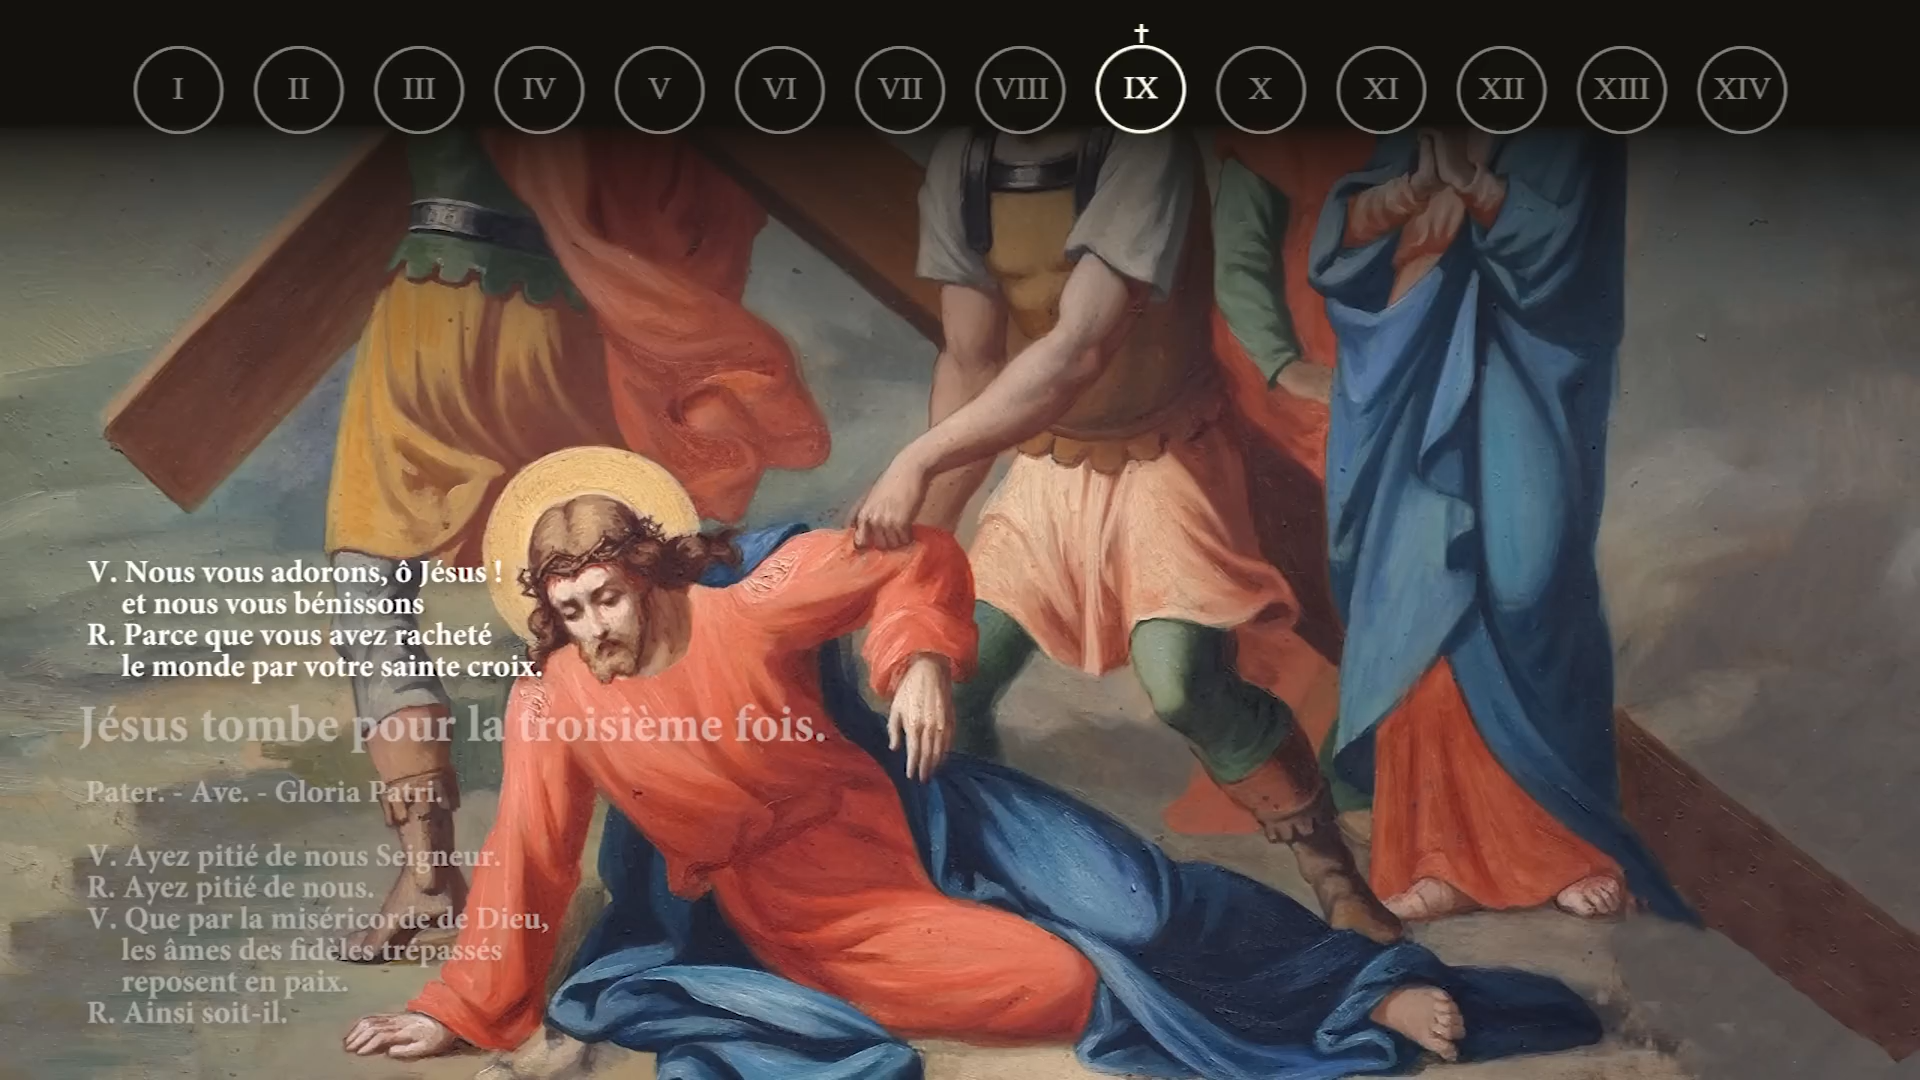 ✝
I II III IV V VI VII VIII IX X XI XII XIII XIV
V. Nous vous adorons, ô Jésus !
et nous vous bénissons
R. Parce que vous avez racheté
le monde par votre sainte croix.
Jésus tombe pour la troisième fois.
Pater. - Ave. - Gloria Patri.
V. Ayez pitié de nous Seigneur.
R. Ayez pitié de nous.
V. Que par la miséricorde de Dieu,
les âmes des fidèles trépassés
reposent en paix.
R. Ainsi soit-il.